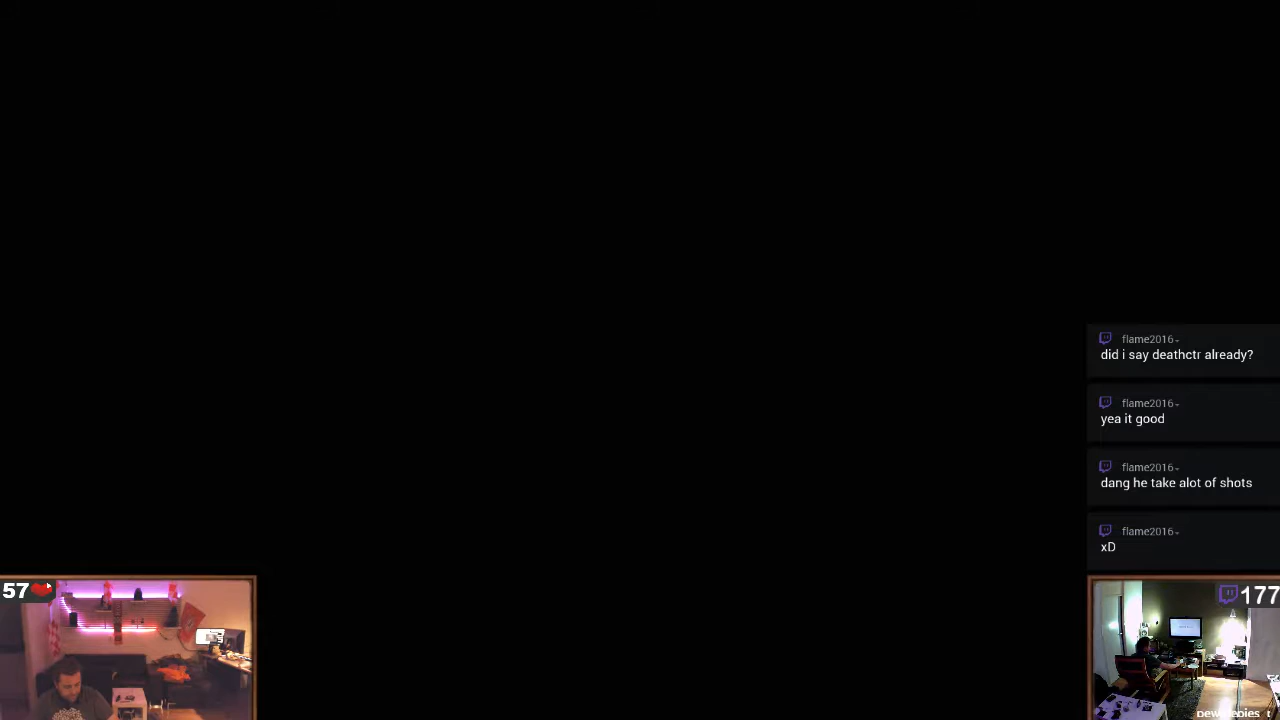 flame2016
did i say deathctr already?
flame2016
yea it good
flame2016
dang he take alot of shots
flame2016
xD
57
177